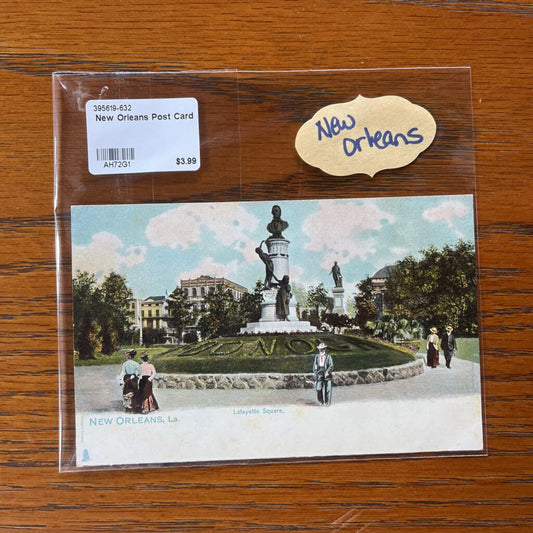 395619-632
New Orleans Post Card
AH72G1
$3.99
New
Orleans
NEW ORLEANS, La.
Lafayette Square.